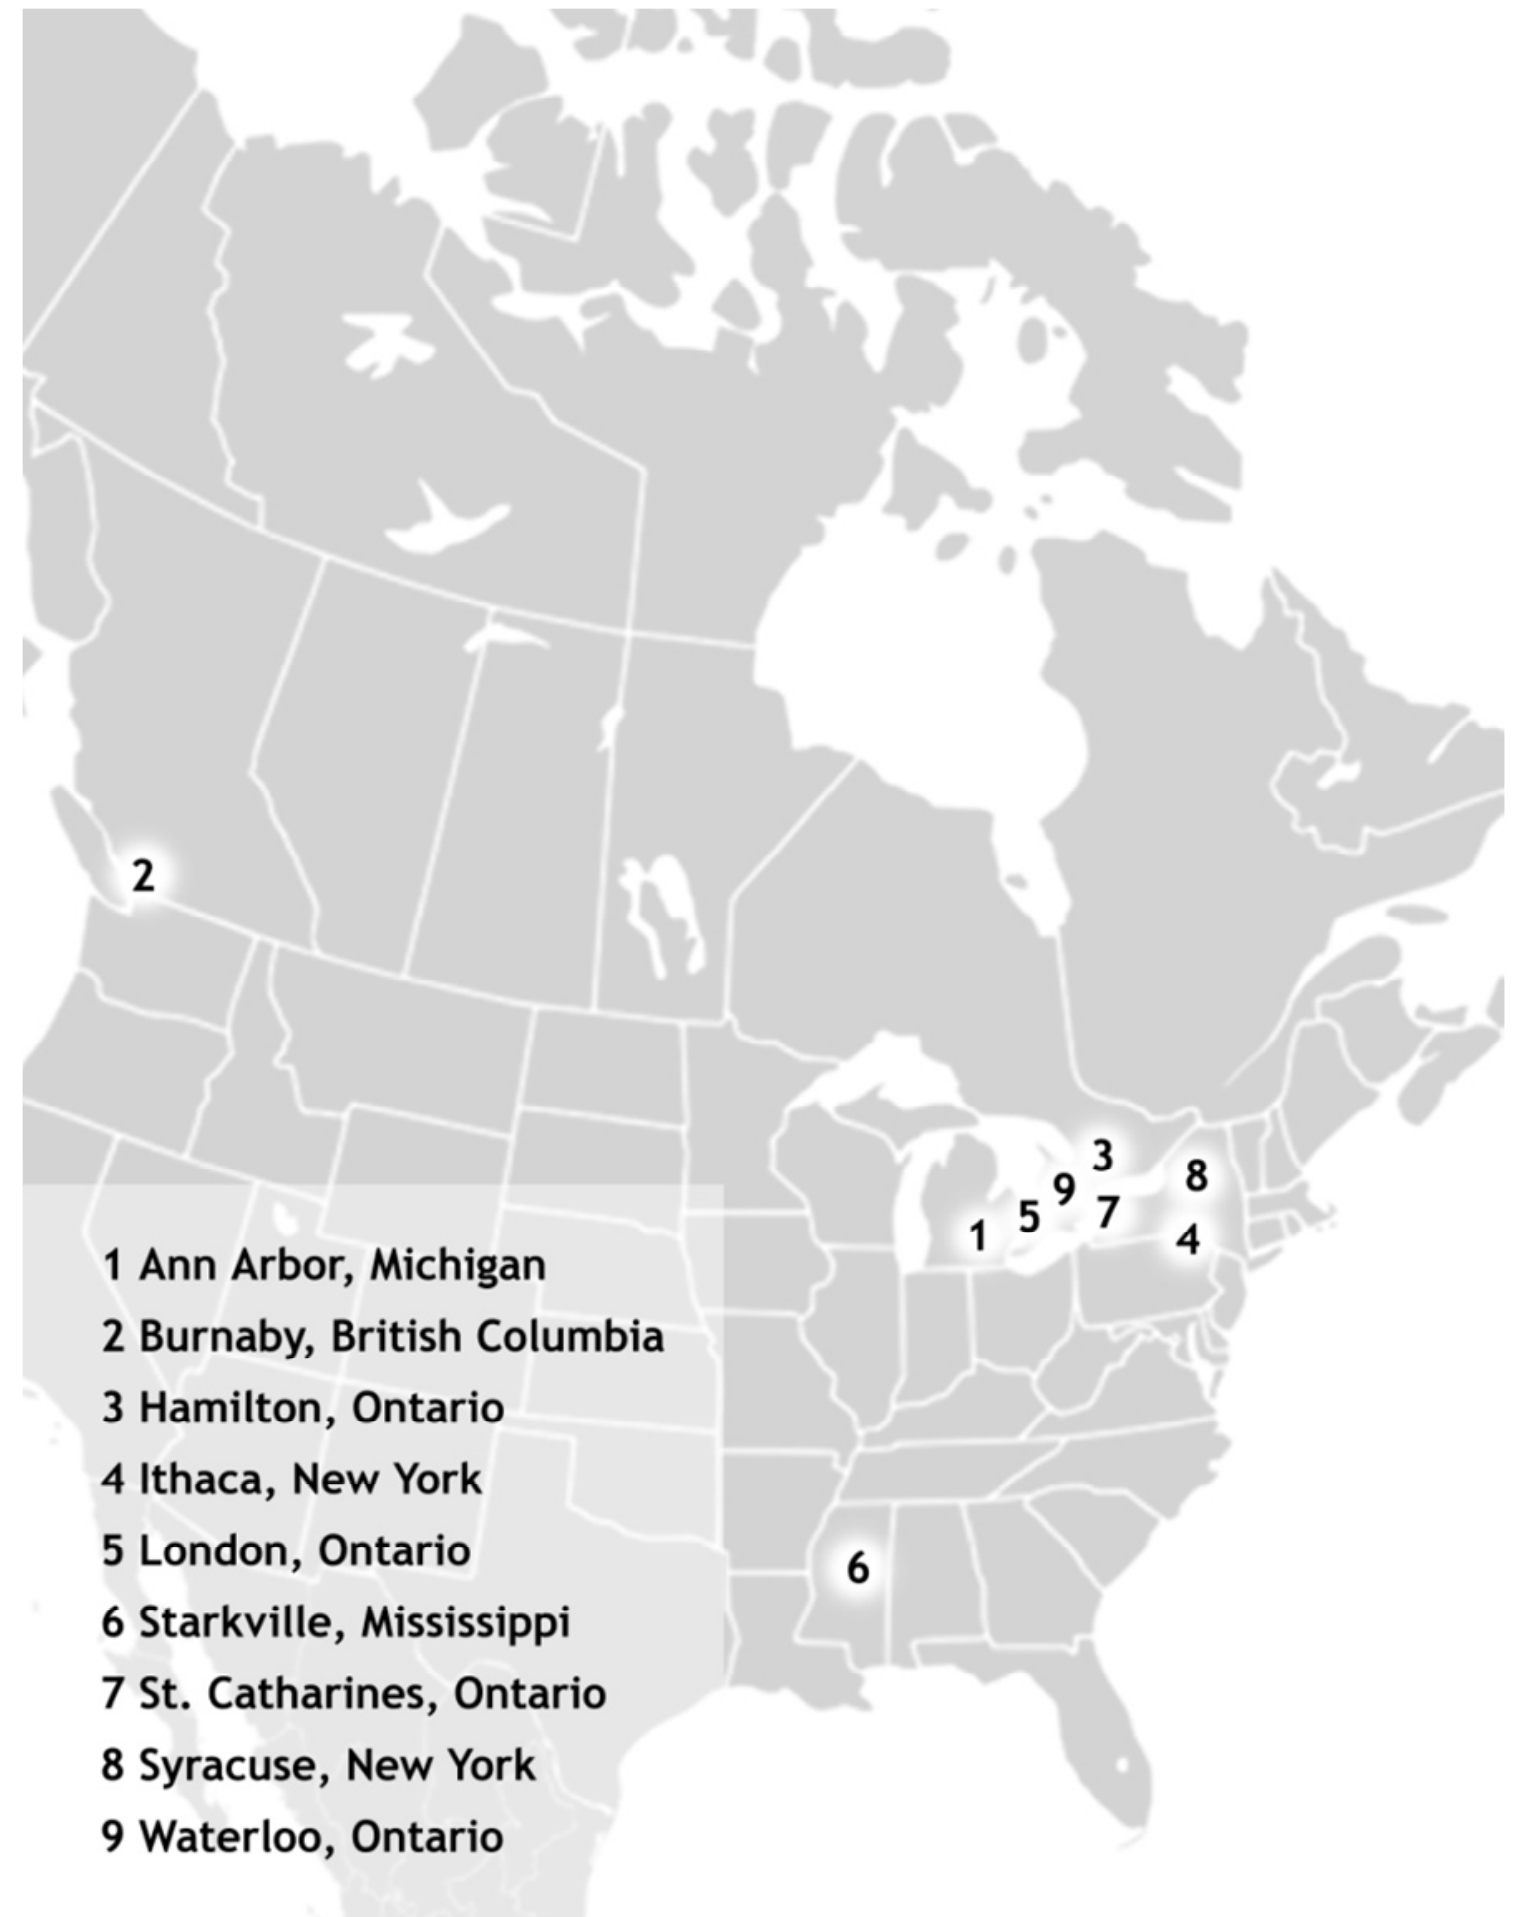 2
3
8
9
5
7
1
4
6
1 Ann Arbor, Michigan
2 Burnaby, British Columbia
3 Hamilton, Ontario
4 Ithaca, New York
5 London, Ontario
6 Starkville, Mississippi
7 St. Catharines, Ontario
8 Syracuse, New York
9 Waterloo, Ontario